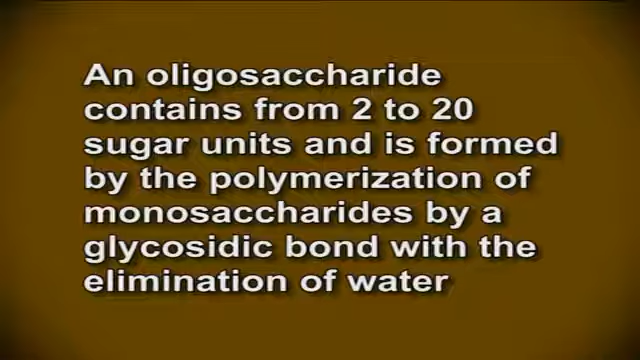 An oligosaccharide
contains from 2 to 20
sugar units and is formed
by the polymerization of
monosaccharides by a
glycosidic bond with the
elimination of water